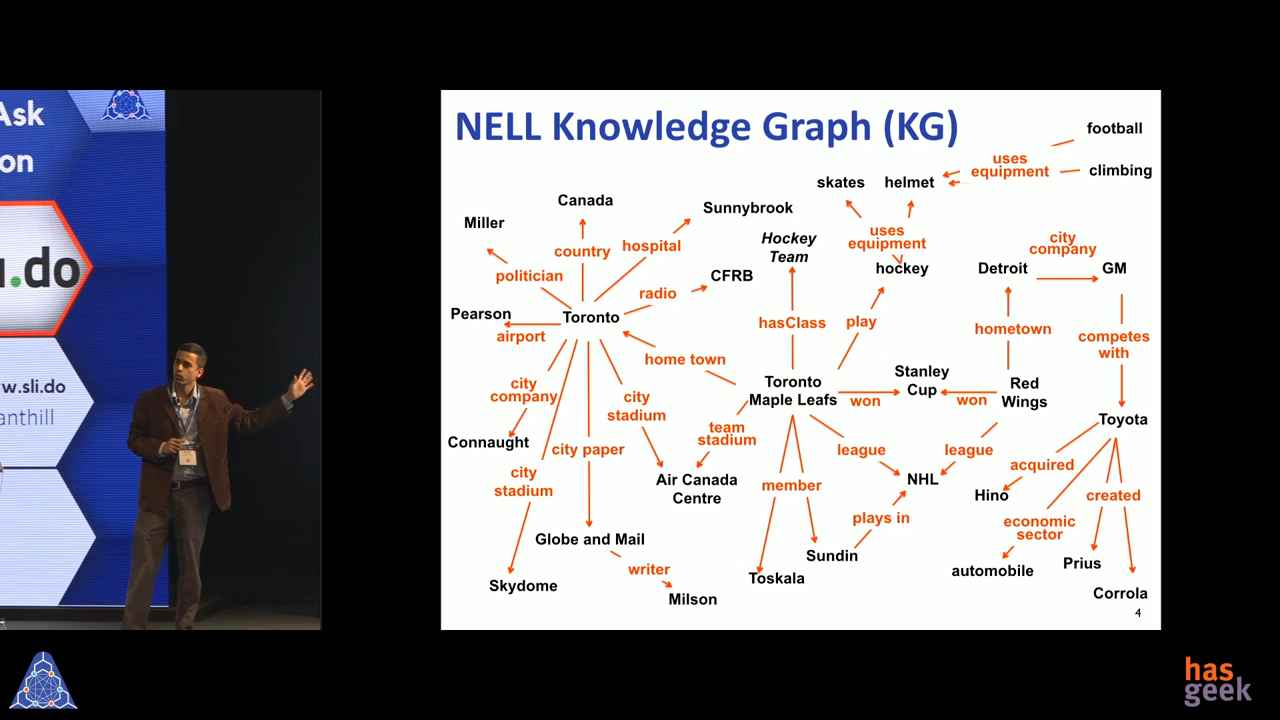 Ask
on
.do
w.sli.do
anthill
NELL Knowledge Graph (KG)
football
uses
equipment
climbing
skates
helmet
Canada
Sunnybrook
Miller
uses
equipment
Hockey
Team
city
company
country
hospital
politician
CFRB
hockey
Detroit
GM
radio
Pearson
Toronto
airport
hasClass
play
hometown
competes
with
home town
city
company
city
stadium
Toronto
Maple Leafs
won
Stanley
Cup
won
Red
Wings
Toyota
team
stadium
Connaught
city paper
league
league
acquired
city
stadium
Air Canada
Centre
member
NHL
Hino
created
plays in
economic
sector
Globe and Mail
Sundin
writer
Skydome
Milson
Toskala
automobile
Prius
Corrola
4
has
geek